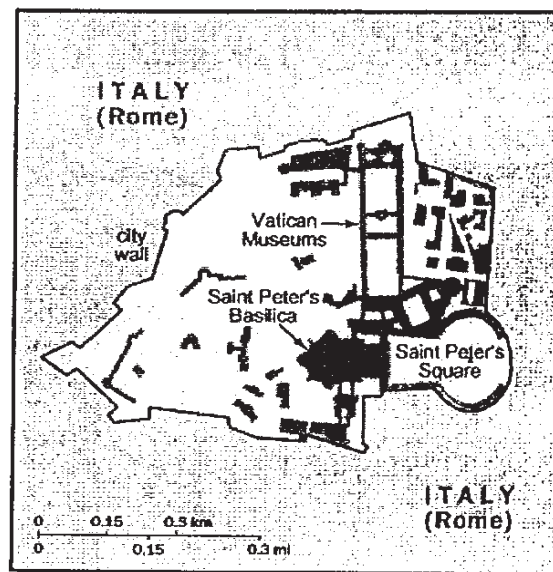 ITALY
(Rome)
city
wall
Vatican
Museums
Saint Peter's
Basilica
Saint Peter's
Square
ITALY
(Rome)
0 0.15 0.3 km
0 0.15 0.3 mi